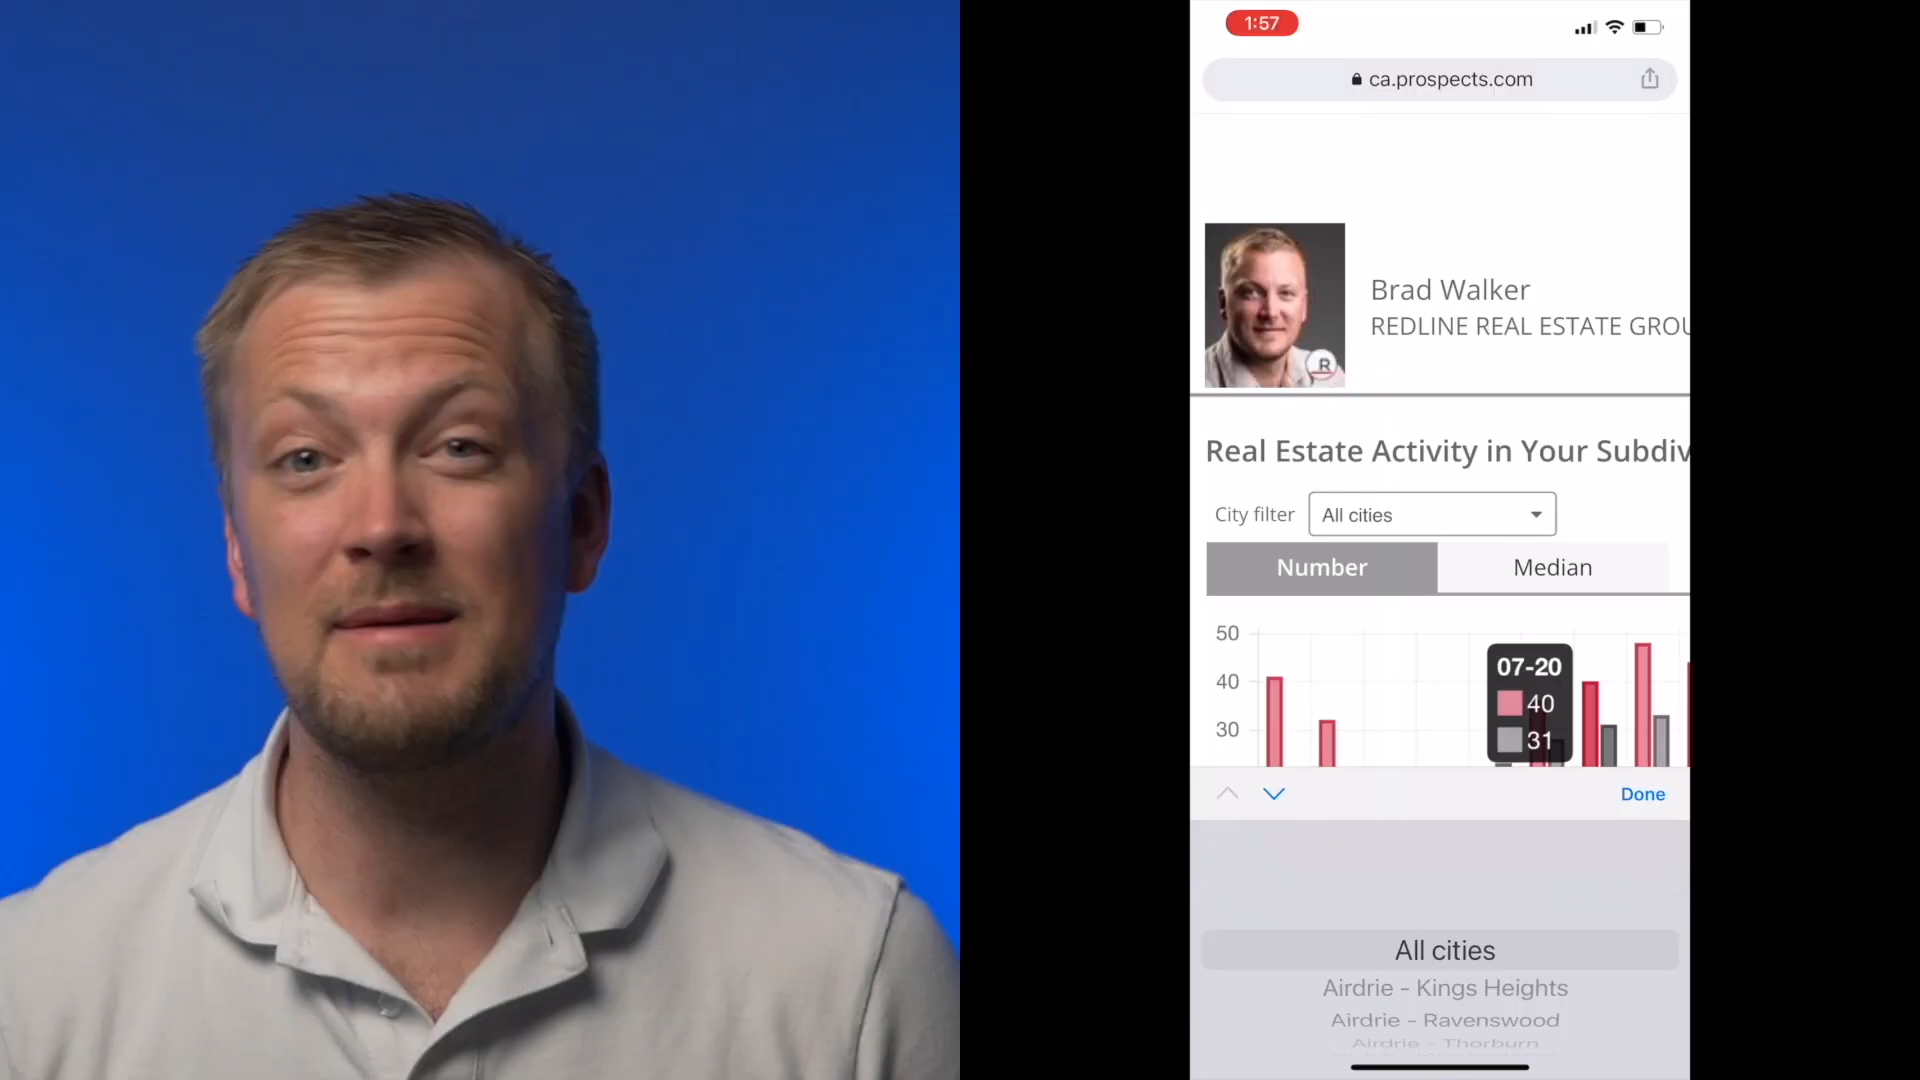 1:57
ca.prospects.com
R
Brad Walker
REDLINE REAL ESTATE GROU
Real Estate Activity in Your Subdiv
City filter
All cities
Number
Median
50
40
30
07-20
40
31
Done
All cities
Airdrie - Kings Heights
Airdrie - Ravenswood
Airdrie - Thorburn